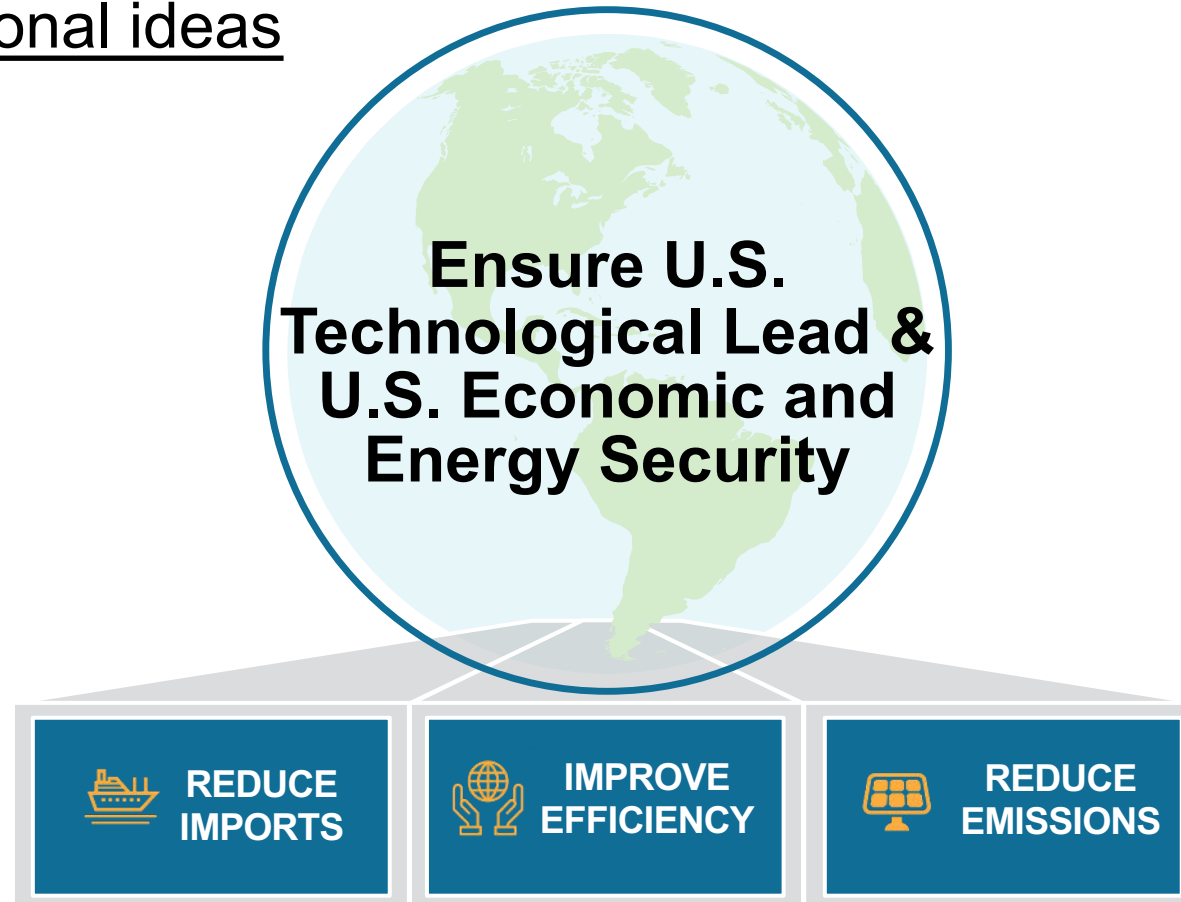 onal ideas
Ensure U.S.
Technological Lead &
U.S. Economic and
Energy Security
REDUCE
IMPORTS
IMPROVE
EFFICIENCY
REDUCE
EMISSIONS